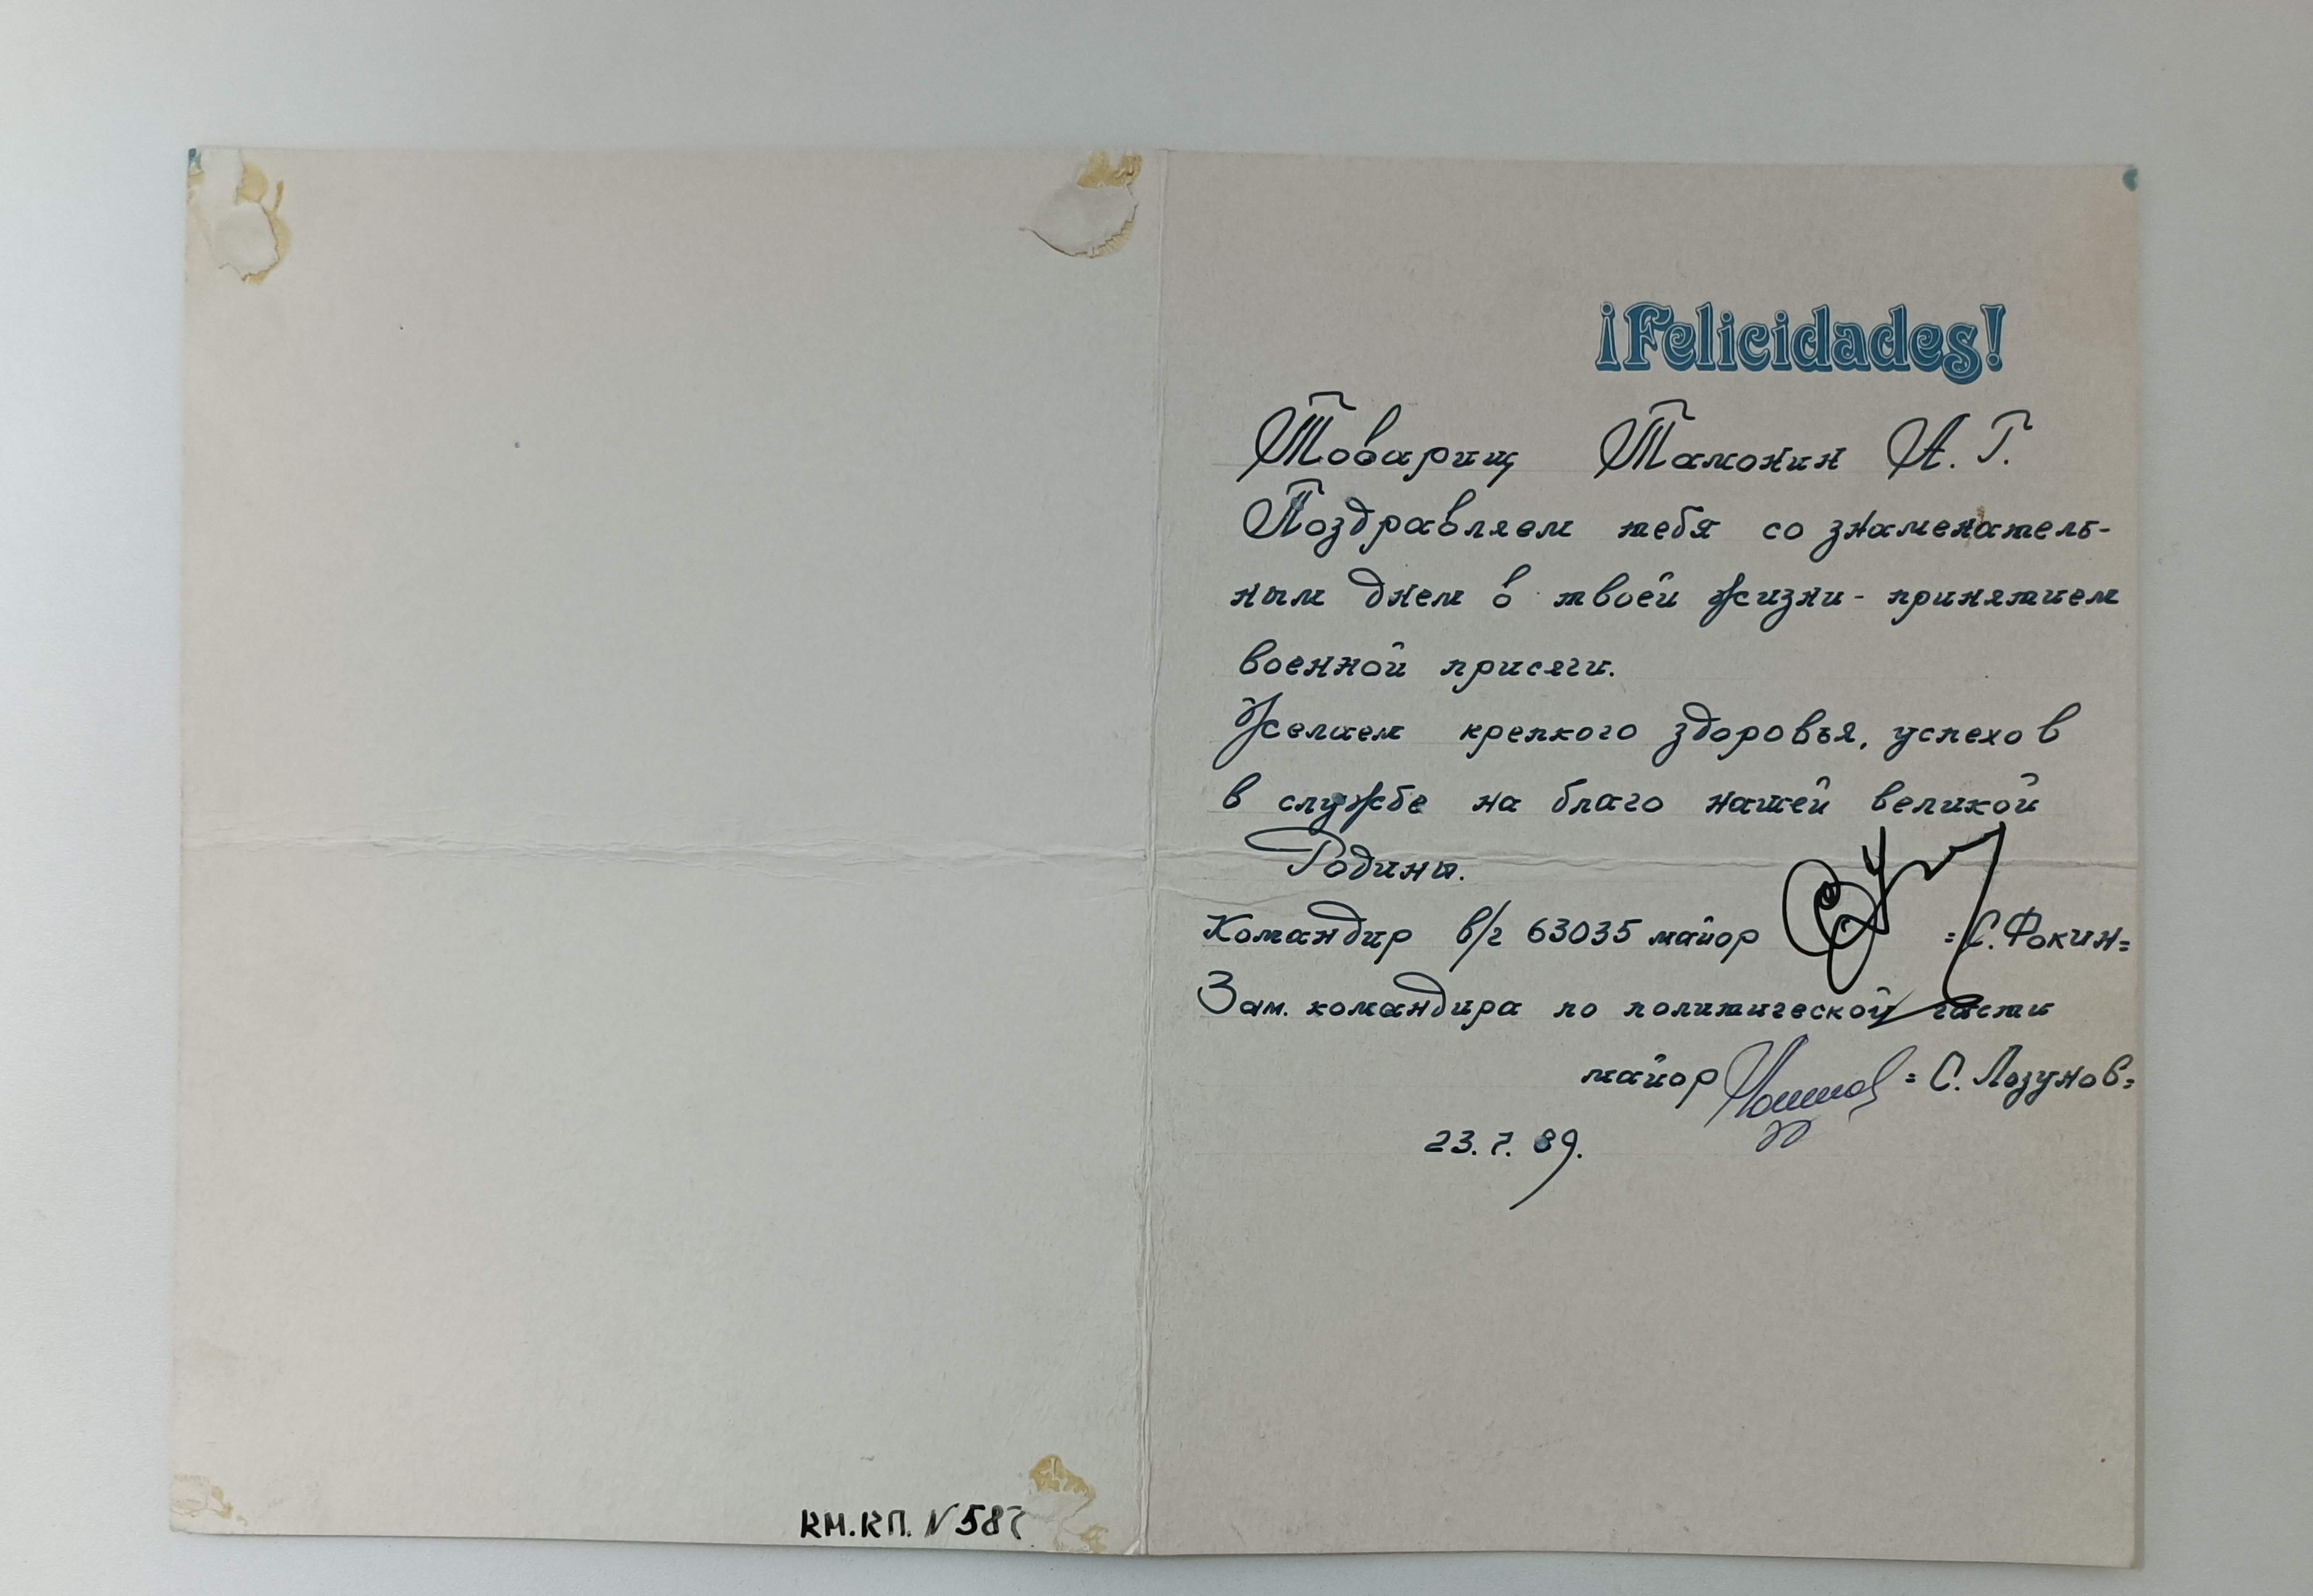 ¡Felicidades!
Товарищ Тамонин А. Г.
Поздравляем тебя со знаменатель-
ным днем в твоей жизни - принятием
военной присяги.
Желаем крепкого здоровья, успехов
в службе на благо нашей великой
Родины.
Командир в/ч 63035 майор =С. Фокин=
Зам. командира по политической части
майор = С. Лозунов=
23. 7. 89.
КМ.КП. N